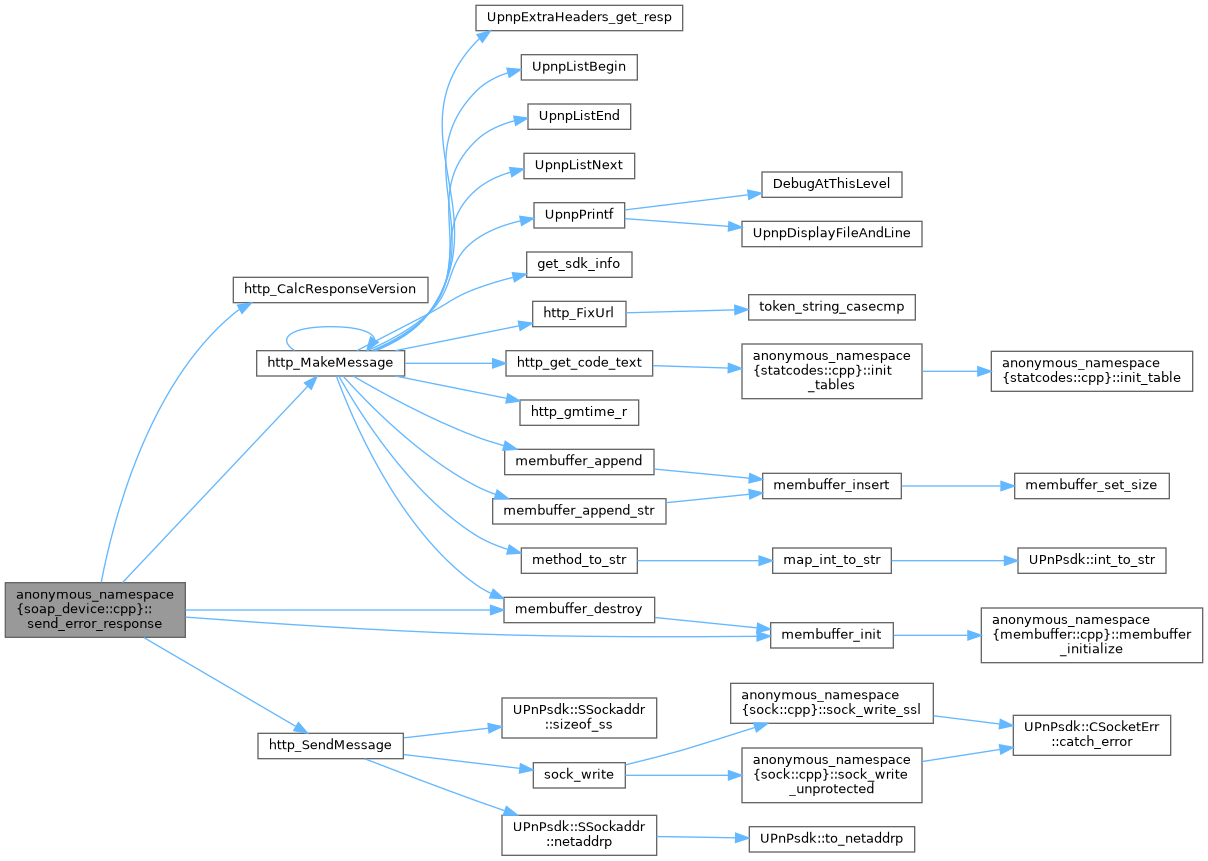 UpnpExtraHeaders_get_resp
UpnpListBegin
UpnpListEnd
UpnpListNext
DebugAtThisLevel
UpnpPrintf
UpnpDisplayFileAndLine
get_sdk_info
http_CalcResponseVersion
http_FixUrl
token_string_casecmp
http_MakeMessage
http_get_code_text
anonymous_namespace
{statcodes::cpp}::init
_tables
anonymous_namespace
{statcodes::cpp}::init_table
http_gmtime_r
membuffer_append
membuffer_insert
membuffer_set_size
membuffer_append_str
method_to_str
map_int_to_str
UPnPsdk::int_to_str
anonymous_namespace
{soap_device::cpp}::
send_error_response
membuffer_destroy
membuffer_init
anonymous_namespace
{membuffer::cpp}::membuffer
_initialize
http_SendMessage
UPnPsdk::SSockaddr
::sizeof_ss
anonymous_namespace
{sock::cpp}::sock_write_ssl
UPnPsdk::CSocketErr
::catch_error
sock_write
anonymous_namespace
{sock::cpp}::sock_write
_unprotected
UPnPsdk::SSockaddr
::netaddrp
UPnPsdk::to_netaddrp